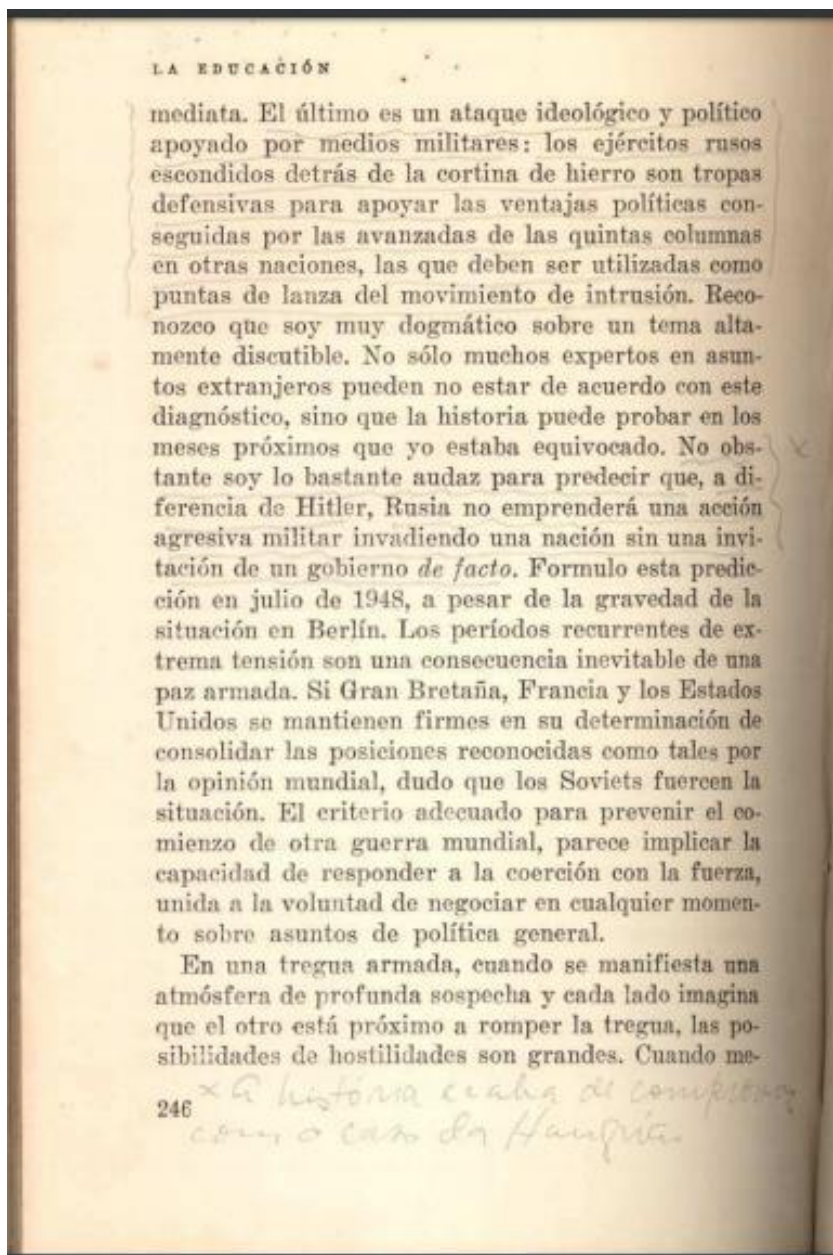 LA EDUCACIÓN
mediata. El último es un ataque ideológico y político
apoyado por medios militares: los ejércitos rusos
escondidos detrás de la cortina de hierro son tropas
defensivas para apoyar las ventajas políticas con-
seguidas por las avanzadas de las quintas columnas
en otras naciones, las que deben ser utilizadas como
puntas de lanza del movimiento de intrusión. Reco-
nozco que soy muy dogmático sobre un tema alta-
mente discutible. No sólo muchos expertos en asun-
tos extranjeros pueden no estar de acuerdo con este
diagnóstico, sino que la historia puede probar en los
meses próximos que yo estaba equivocado. No obs- x
tante soy lo bastante audaz para predecir que, a di-
ferencia de Hitler, Rusia no emprenderá una acción
agresiva militar invadiendo una nación sin una invi-
tación de un gobierno de facto. Formulo esta predic-
ción en julio de 1948, a pesar de la gravedad de la
situación en Berlín. Los períodos recurrentes de ex-
trema tensión son una consecuencia inevitable de una
paz armada. Si Gran Bretaña, Francia y los Estados
Unidos se mantienen firmes en su determinación de
consolidar las posiciones reconocidas como tales por
la opinión mundial, dudo que los Soviets fuercen la
situación. El criterio adecuado para prevenir el co-
mienzo de otra guerra mundial, parece implicar la
capacidad de responder a la coerción con la fuerza,
unida a la voluntad de negociar en cualquier momen-
to sobre asuntos de política general.
En una tregua armada, cuando se manifiesta una
atmósfera de profunda sospecha y cada lado imagina
que el otro está próximo a romper la tregua, las po-
sibilidades de hostilidades son grandes. Cuando me-
x A história acaba de comprovar
246
com o caso da Hungria